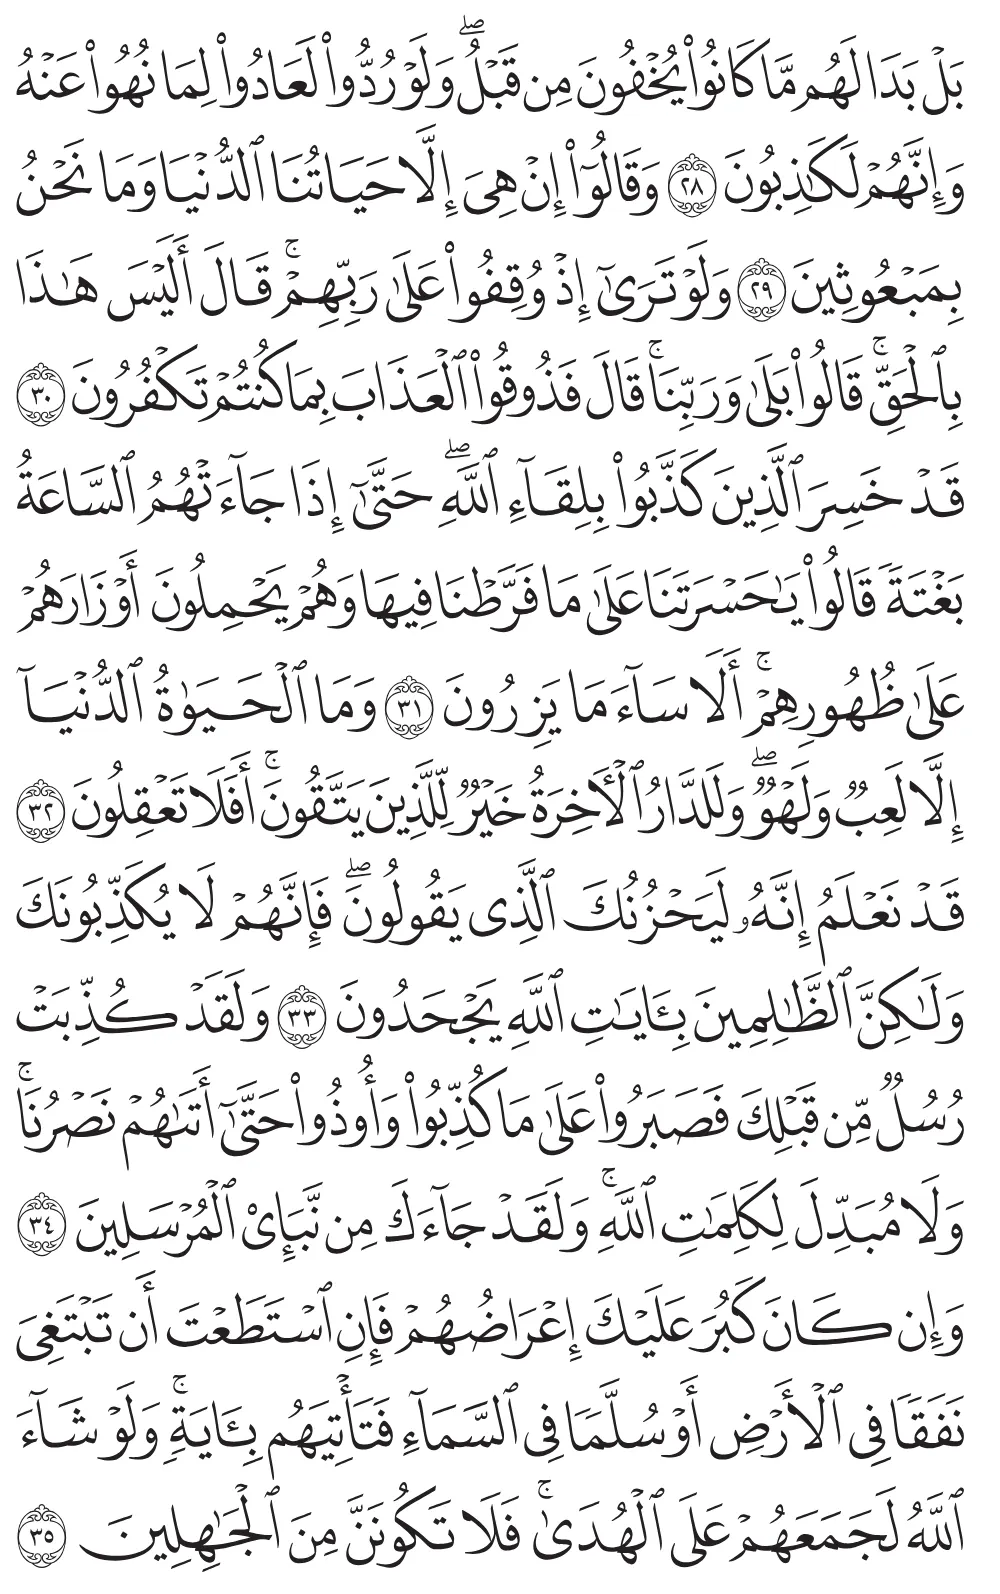 بَلْ بَدَا لَهُم مَّا كَانُوا۟ يُخْفُونَ مِن قَبْلُ ۖ وَلَوْ رُدُّوا۟ لَعَادُوا۟ لِمَا نُهُوا۟ عَنْهُ
وَإِنَّهُمْ لَكَـٰذِبُونَ ٢٨ وَقَالُوٓا۟ إِنْ هِىَ إِلَّا حَيَاتُنَا ٱلدُّنْيَا وَمَا نَحْنُ
بِمَبْعُوثِينَ ٢٩ وَلَوْ تَرَىٰٓ إِذْ وُقِفُوا۟ عَلَىٰ رَبِّهِمْ ۚ قَالَ أَلَيْسَ هَـٰذَا
بِٱلْحَقِّ ۚ قَالُوا۟ بَلَىٰ وَرَبِّنَا ۚ قَالَ فَذُوقُوا۟ ٱلْعَذَابَ بِمَا كُنتُمْ تَكْفُرُونَ ٣٠
قَدْ خَسِرَ ٱلَّذِينَ كَذَّبُوا۟ بِلِقَآءِ ٱللَّهِ ۖ حَتَّىٰٓ إِذَا جَآءَتْهُمُ ٱلسَّاعَةُ
بَغْتَةً قَالُوا۟ يَـٰحَسْرَتَنَا عَلَىٰ مَا فَرَّطْنَا فِيهَا وَهُمْ يَحْمِلُونَ أَوْزَارَهُمْ
عَلَىٰ ظُهُورِهِمْ ۚ أَلَا سَآءَ مَا يَزِرُونَ ٣١ وَمَا ٱلْحَيَوٰةُ ٱلدُّنْيَآ
إِلَّا لَعِبٌ وَلَهْوٌ ۖ وَلَلدَّارُ ٱلْـَٔاخِرَةُ خَيْرٌ لِّلَّذِينَ يَتَّقُونَ ۚ أَفَلَا تَعْقِلُونَ ٣٢
قَدْ نَعْلَمُ إِنَّهُۥ لَيَحْزُنُكَ ٱلَّذِى يَقُولُونَ ۖ فَإِنَّهُمْ لَا يُكَذِّبُونَكَ
وَلَـٰكِنَّ ٱلظَّـٰلِمِينَ بِـَٔايَـٰتِ ٱللَّهِ يَجْحَدُونَ ٣٣ وَلَقَدْ كُذِّبَتْ
رُسُلٌ مِّن قَبْلِكَ فَصَبَرُوا۟ عَلَىٰ مَا كُذِّبُوا۟ وَأُوذُوا۟ حَتَّىٰٓ أَتَىٰهُمْ نَصْرُنَا ۚ
وَلَا مُبَدِّلَ لِكَلِمَـٰتِ ٱللَّهِ ۚ وَلَقَدْ جَآءَكَ مِن نَّبَإِى۟ ٱلْمُرْسَلِينَ ٣٤
وَإِن كَانَ كَبُرَ عَلَيْكَ إِعْرَاضُهُمْ فَإِنِ ٱسْتَطَعْتَ أَن تَبْتَغِىَ
نَفَقًا فِى ٱلْأَرْضِ أَوْ سُلَّمًا فِى ٱلسَّمَآءِ فَتَأْتِيَهُم بِـَٔايَةٍ ۚ وَلَوْ شَآءَ
ٱللَّهُ لَجَمَعَهُمْ عَلَى ٱلْهُدَىٰ ۚ فَلَا تَكُونَنَّ مِنَ ٱلْجَـٰهِلِينَ ٣٥